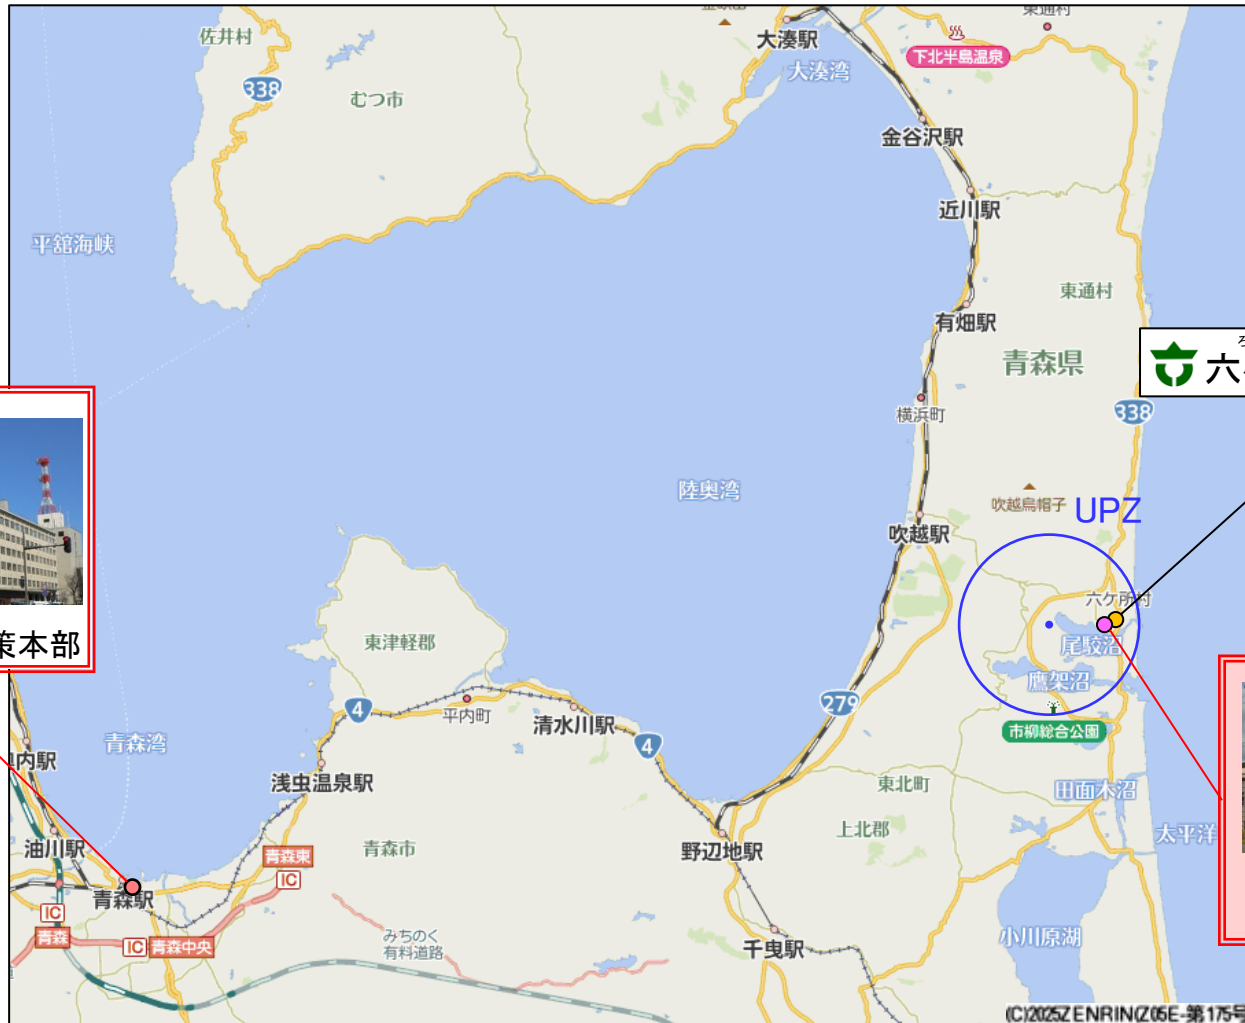 佐井村
338
むつ市
大湊駅
大湊湾
東通村
下北半島温泉
金谷沢駅
近川駅
平舘海峡
東通村
有畑駅
青森県
六
338
横浜町
陸奥湾
吹越烏帽子
UPZ
吹越駅
六ケ所村
尾駮沼
策本部
東津軽郡
鷹架沼
4
平内町
279
清水川駅
4
市柳総合公園
青森湾
内駅
浅虫温泉駅
東北町
田面木沼
油川駅
青森市
青森東
IC
野辺地駅
上北郡
太平洋
青森駅
IC
青森
IC
青森中央
みちのく
有料道路
千曳駅
小川原湖
(C)2025ZENRIN(Z05E-第175号